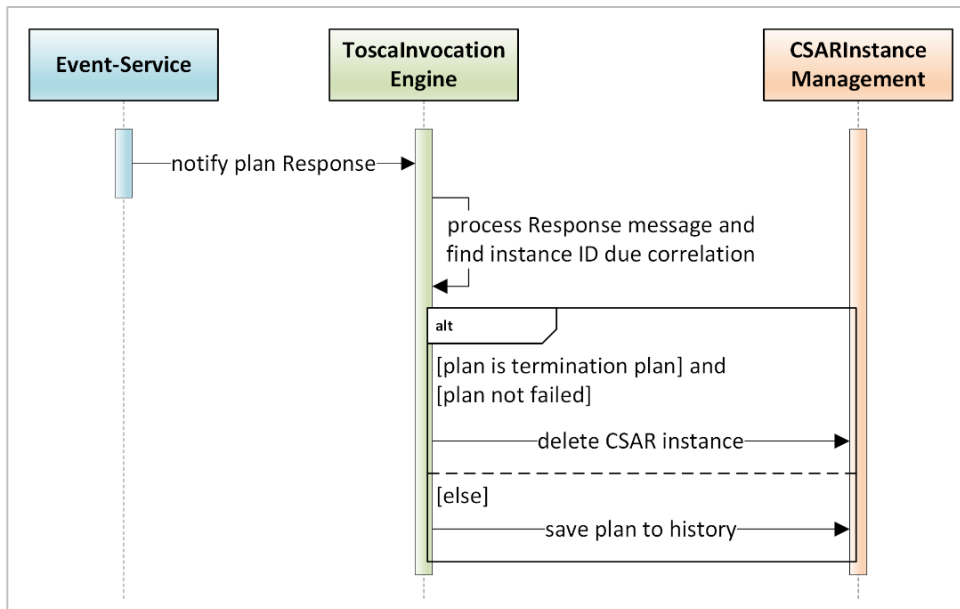 Event-Service
ToscaInvocation
Engine
CSARInstance
Management
notify plan Response
process Response message and
find instance ID due correlation
alt
[plan is termination plan] and
[plan not failed]
delete CSAR instance
[else]
save plan to history